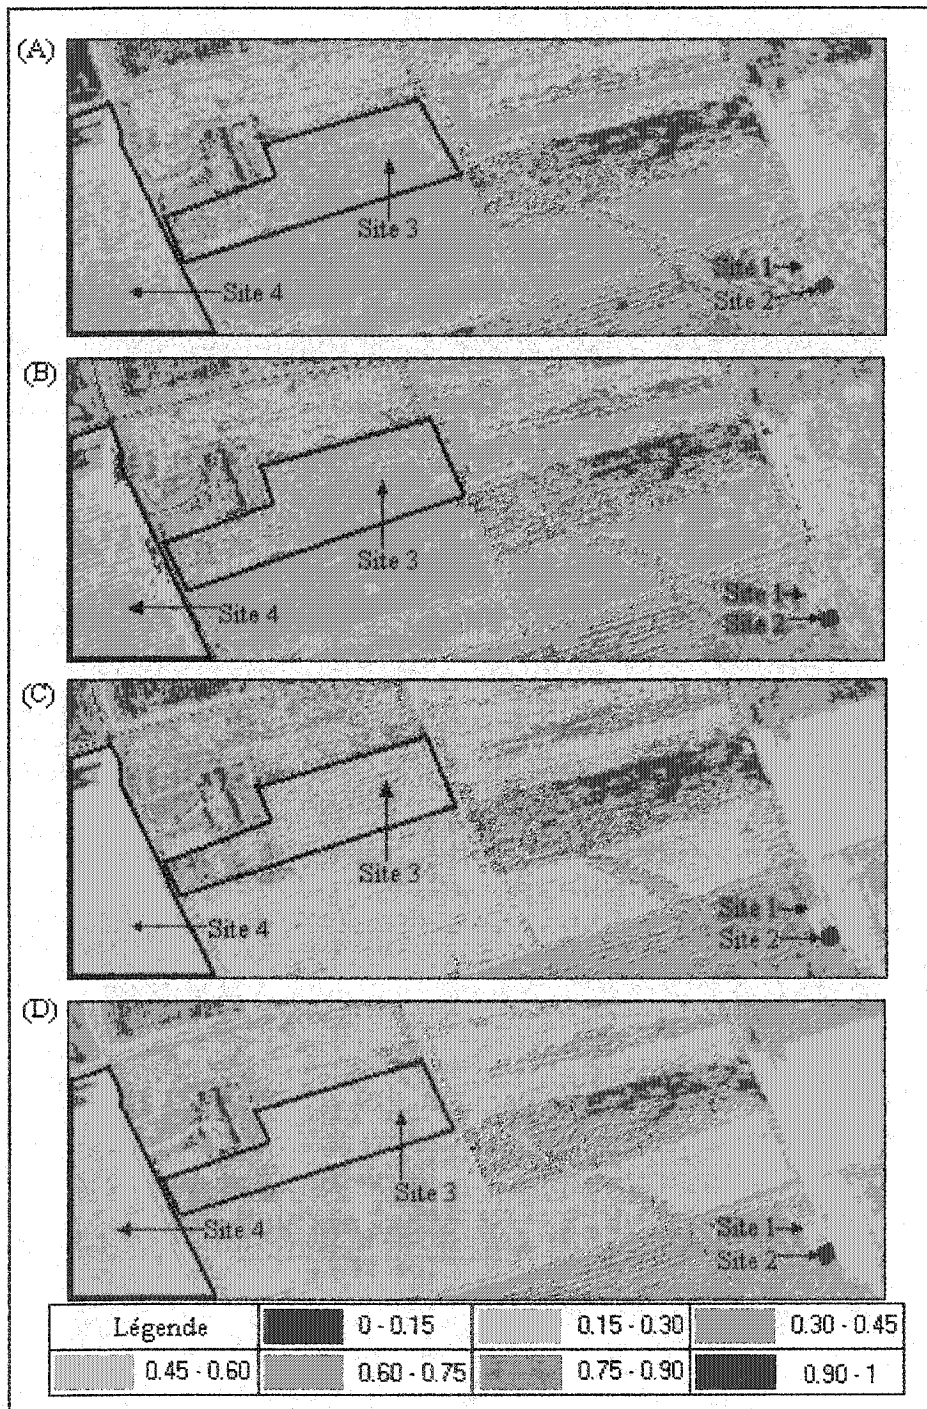 (A)
Site 3
Site 1
Site 4
Site 2
(B)
Site 3
Site 1
Site 4
Site 2
(C)
Site 3
Site 1
Site 4
Site 2
(D)
Site 3
Site 4
Site 1
Site 2
Légende 0 - 0.15 0.15 - 0.30 0.30 - 0.45
0.45 - 0.60 0.60 - 0.75 0.75 - 0.90 0.90 - 1